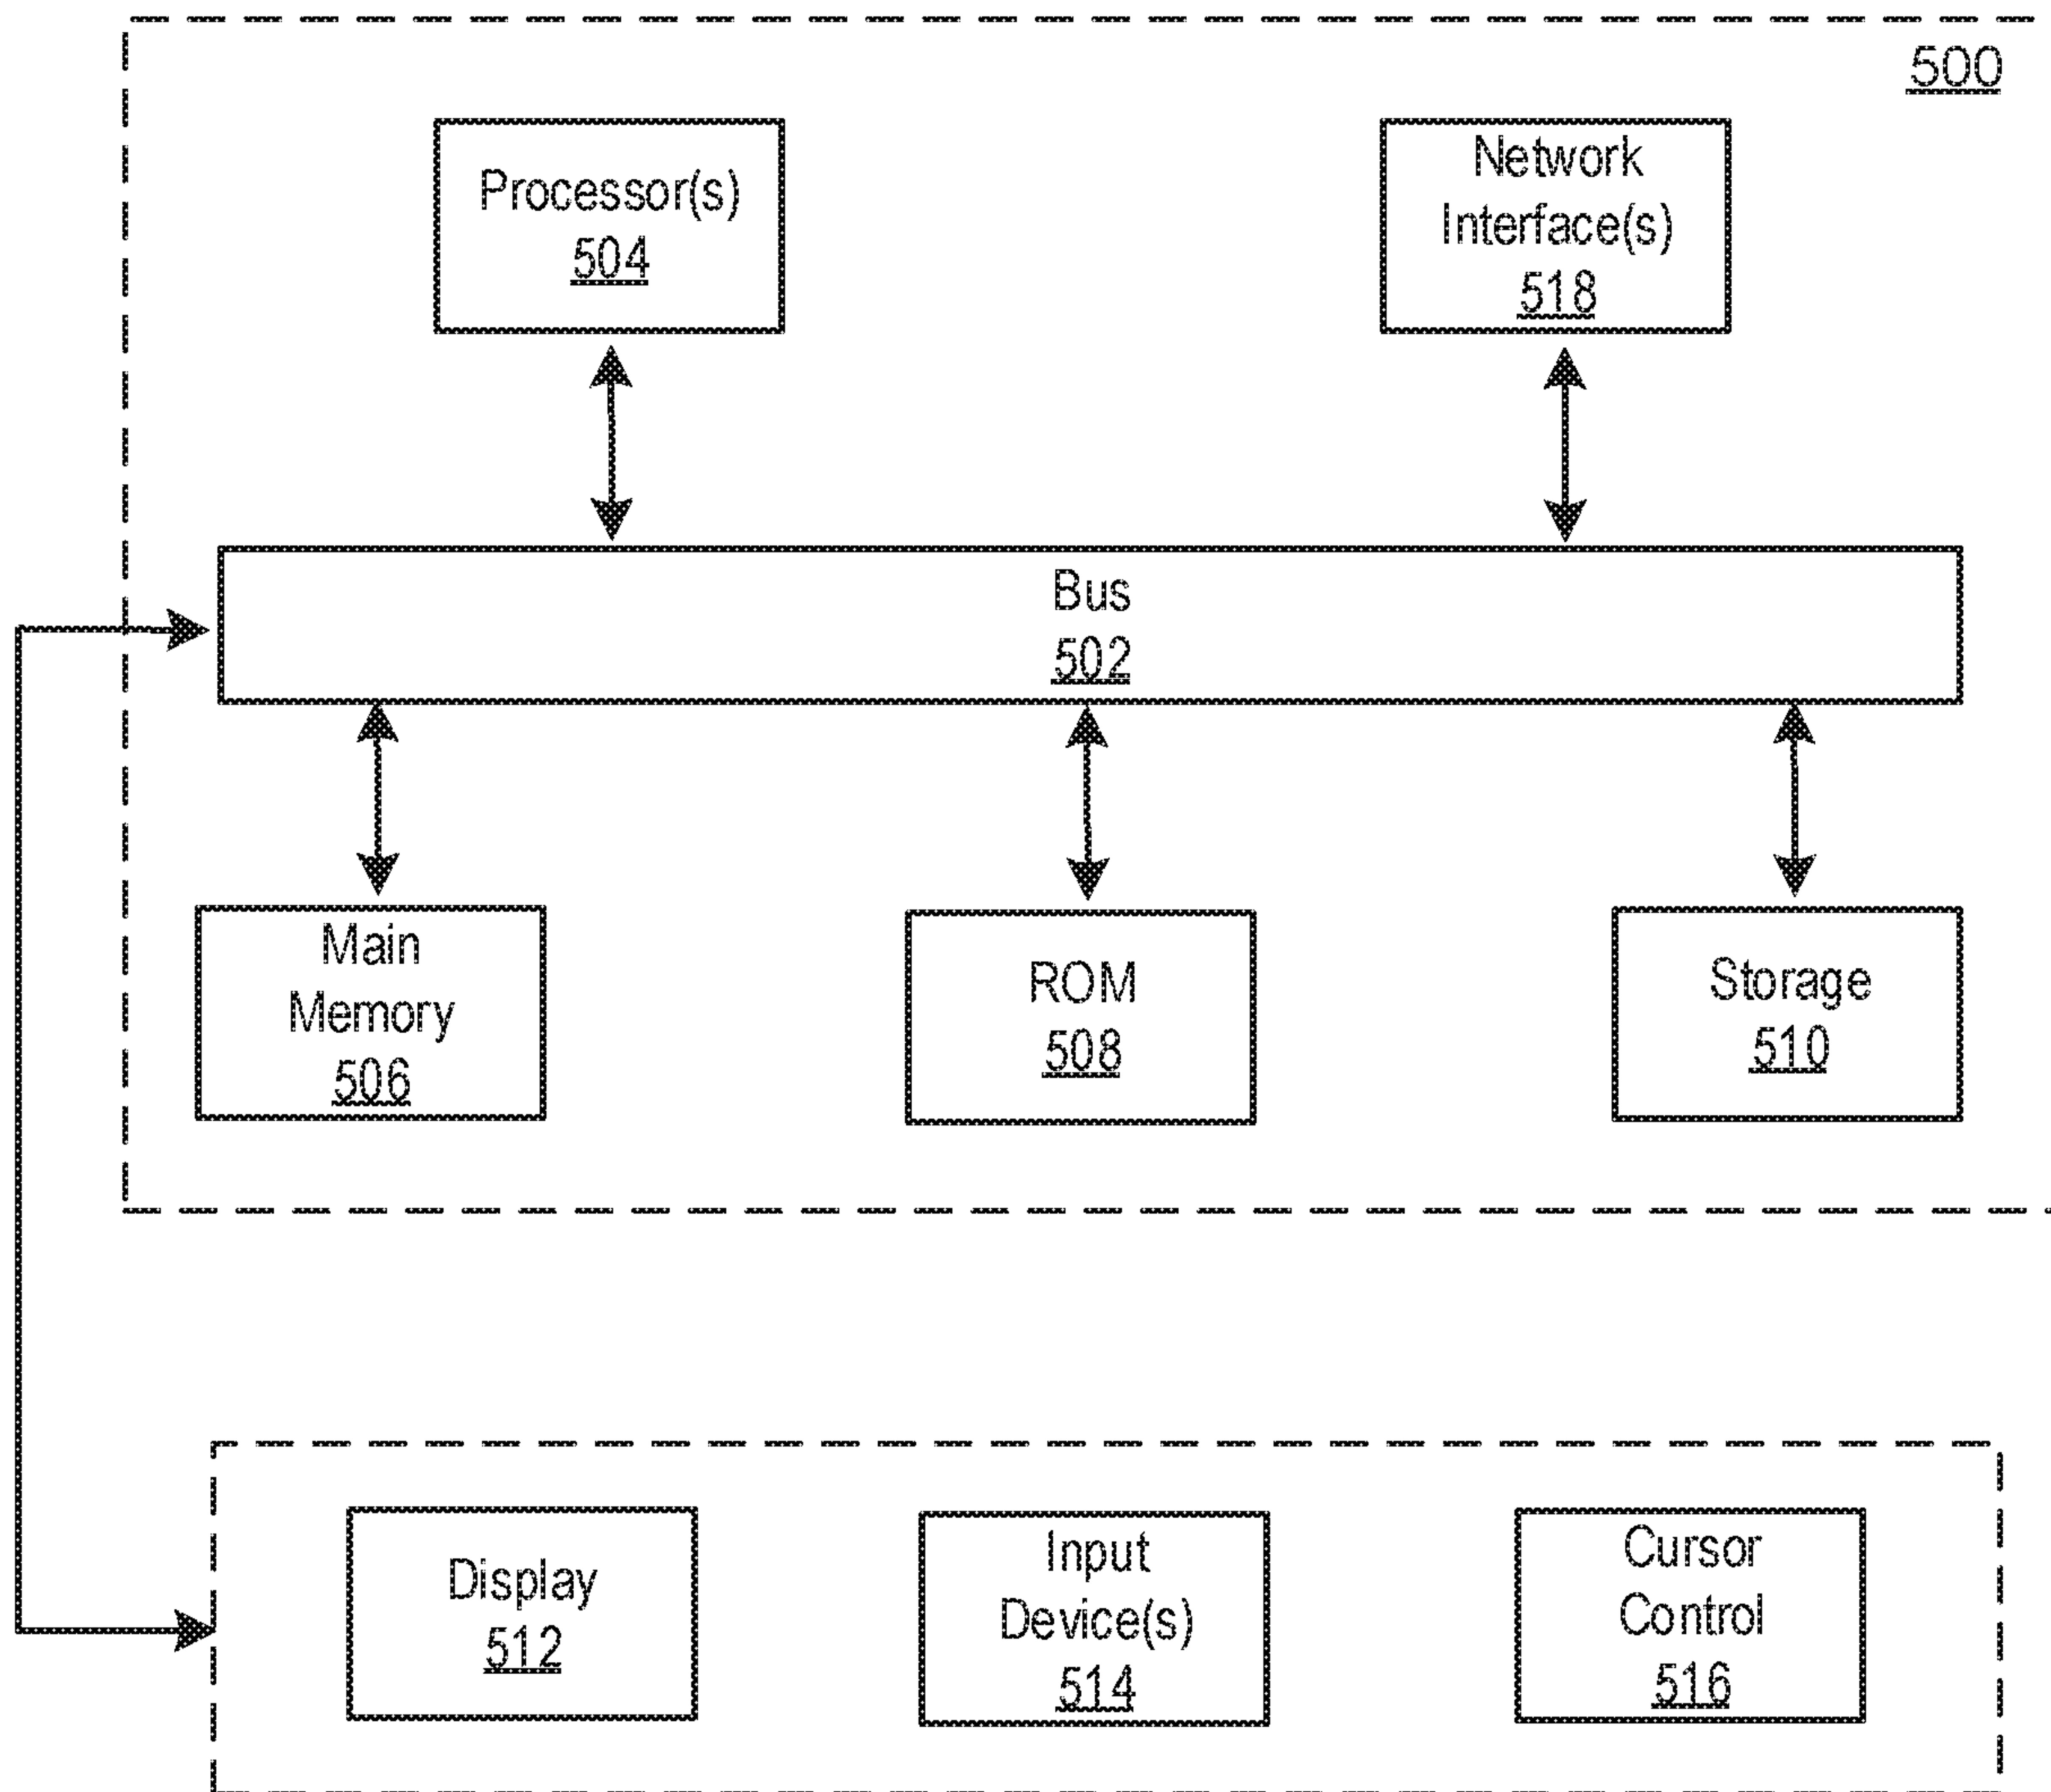 500
Processor(s)
504
Network
Interface(s)
518
Bus
502
Main
Memory
506
ROM
508
Storage
510
Display
512
Input
Device(s)
514
Cursor
Control
516